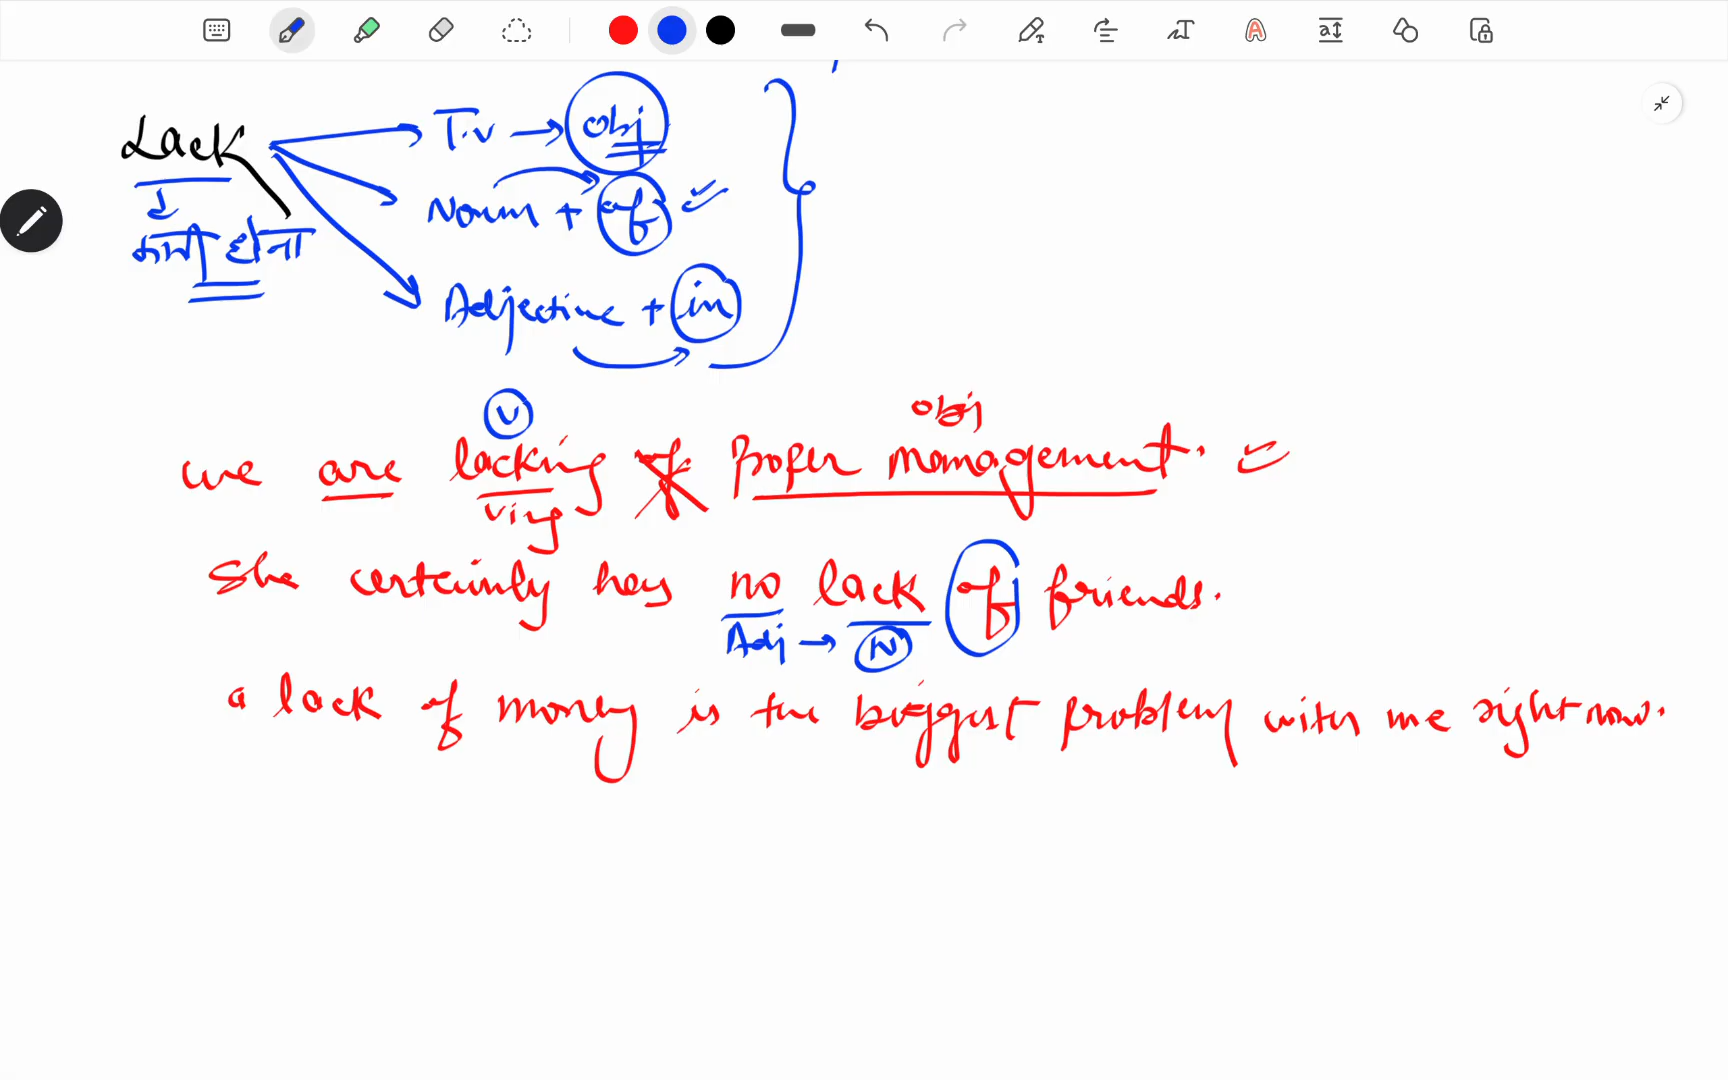 Lack → T.v → obj
कमी होना
Noun + of
Adjective + in
V
obj
we are lacking of Proper management.
Ving
She certainly has no lack of friends.
Adj → N
a lack of money is the biggest problem with me right now.